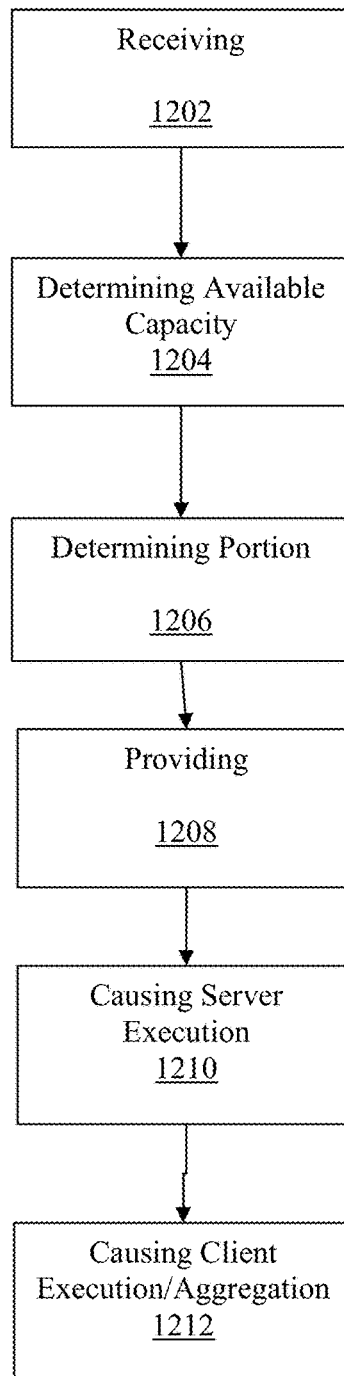 Receiving
1202
Determining Available
Capacity
1204
Determining Portion
1206
Providing
1208
Causing Server
Execution
1210
Causing Client
Execution/Aggregation
1212